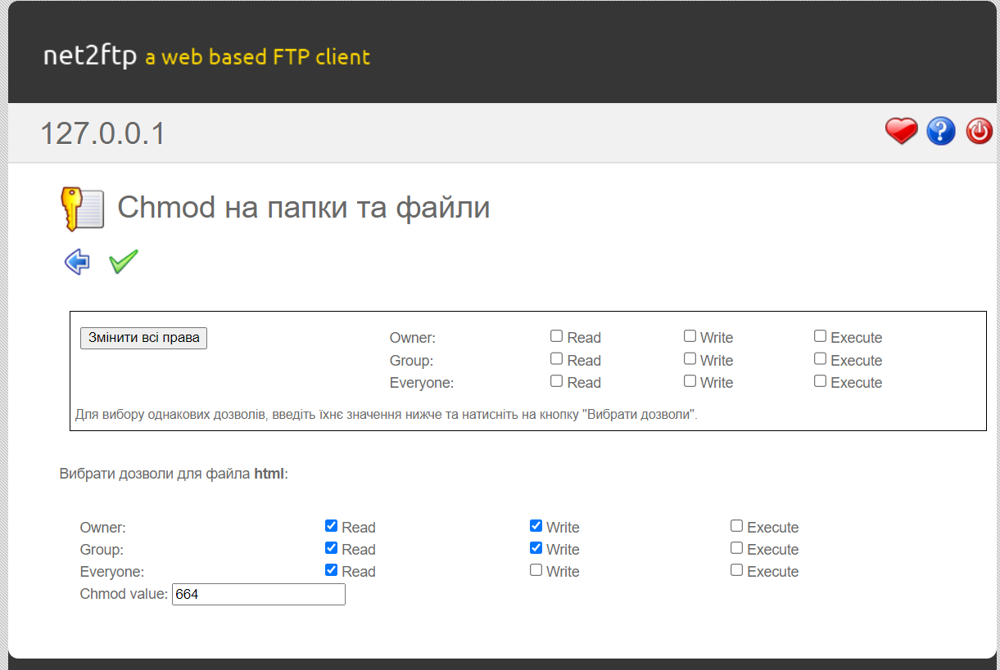 net2ftp a web based FTP client
127.0.0.1
Chmod на папки та файли
Змінити всі права Owner: Read Write Execute
Group: Read Write Execute
Everyone: Read Write Execute
Для вибору однакових дозволів, введіть їхнє значення нижче та натисніть на кнопку "Вибрати дозволи".
Вибрати дозволи для файла html:
Owner: Read Write Execute
Group: Read Write Execute
Everyone: Read Write Execute
Chmod value: 664